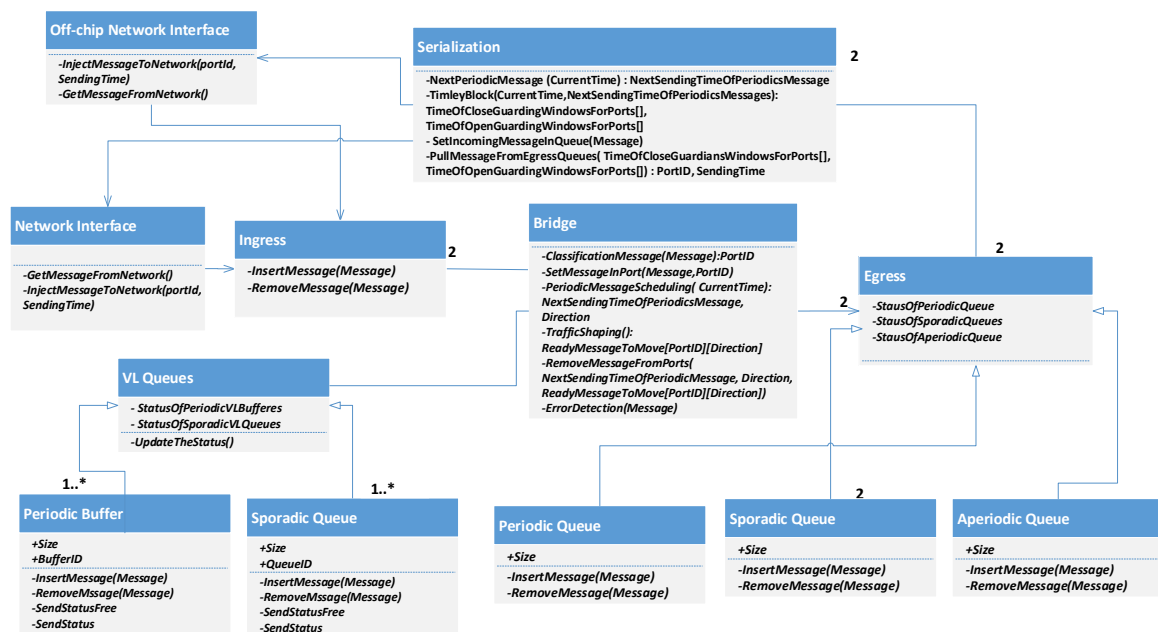 Off-chip Network Interface
-InjectMessageToNetwork(portId,
SendingTime)
-GetMessageFromNetwork()
Serialization
2
-NextPeriodicMessage (CurrentTime) : NextSendingTimeOfPeriodicsMessage
-TimleyBlock(CurrentTime,NextSendingTimeOfPeriodicsMessages):
TimeOfCloseGuardingWindowsForPorts[],
TimeOfOpenGuardingWindowsForPorts[]
- SetIncomingMessageInQueue(Message)
-PullMessageFromEgressQueues( TimeOfCloseGuardiansWindowsForPorts[],
TimeOfOpenGuardingWindowsForPorts[]) : PortID, SendingTime
Network Interface
-GetMessageFromNetwork()
-InjectMessageToNetwork(portId,
SendingTime)
Ingress
2
-InsertMessage(Message)
-RemoveMessage(Message)
Bridge
-ClassificationMessage(Message):PortID
-SetMessageInPort(Message,PortID)
-PeriodicMessageScheduling( CurrentTime):
NextSendingTimeOfPeriodicsMessage,
Direction
-TrafficShaping():
ReadyMessageToMove[PortID][Direction]
-RemoveMessageFromPorts(
NextSendingTimeOfPeriodicMessage, Direction,
ReadyMessageToMove[PortID][Direction])
-ErrorDetection(Message)
2
2
Egress
-StausOfPeriodicQueue
-StausOfSporadicQueues
-StausOfAperiodicQueue
VL Queues
- StatusOfPeriodicVLBufferes
- StatusOfSporadicVLQueues
-UpdateTheStatus()
1..*
1..*
2
Periodic Buffer
+Size
+BufferID
-InsertMessage(Message)
-RemoveMssage(Message)
-SendStatusFree
-SendStatus
Sporadic Queue
+Size
+QueueID
-InsertMessage(Message)
-RemoveMssage(Message)
-SendStatusFree
-SendStatus
Periodic Queue
+Size
-InsertMessage(Message)
-RemoveMessage(Message)
Sporadic Queue
+Size
-InsertMessage(Message)
-RemoveMessage(Message)
Aperiodic Queue
+Size
-InsertMessage(Message)
-RemoveMessage(Message)